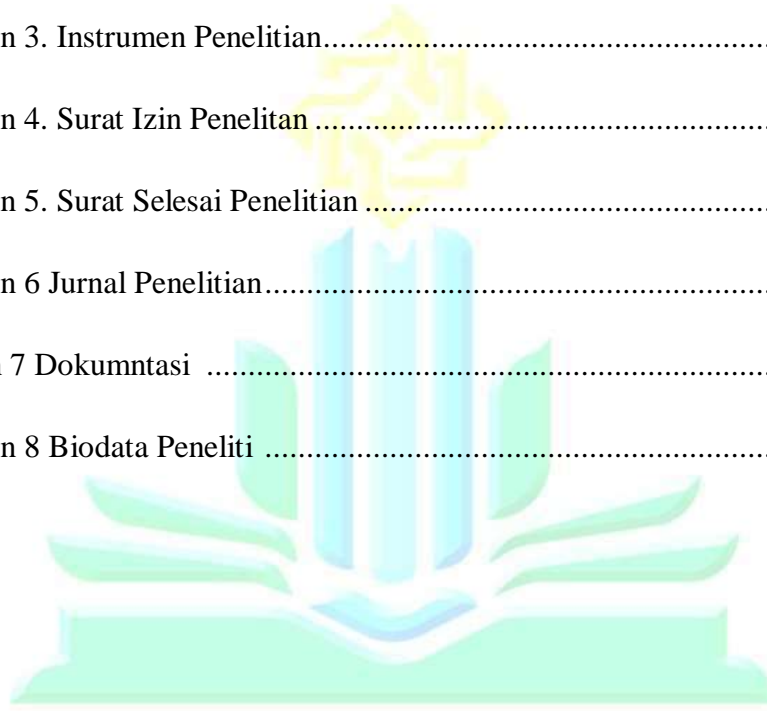 n 3. Instrumen Penelitian....................................................
n 4. Surat Izin Penelitan ....................................................
n 5. Surat Selesai Penelitian ..............................................
n 6 Jurnal Penelitian...........................................................
7 Dokumntasi ..................................................................
n 8 Biodata Peneliti ..........................................................